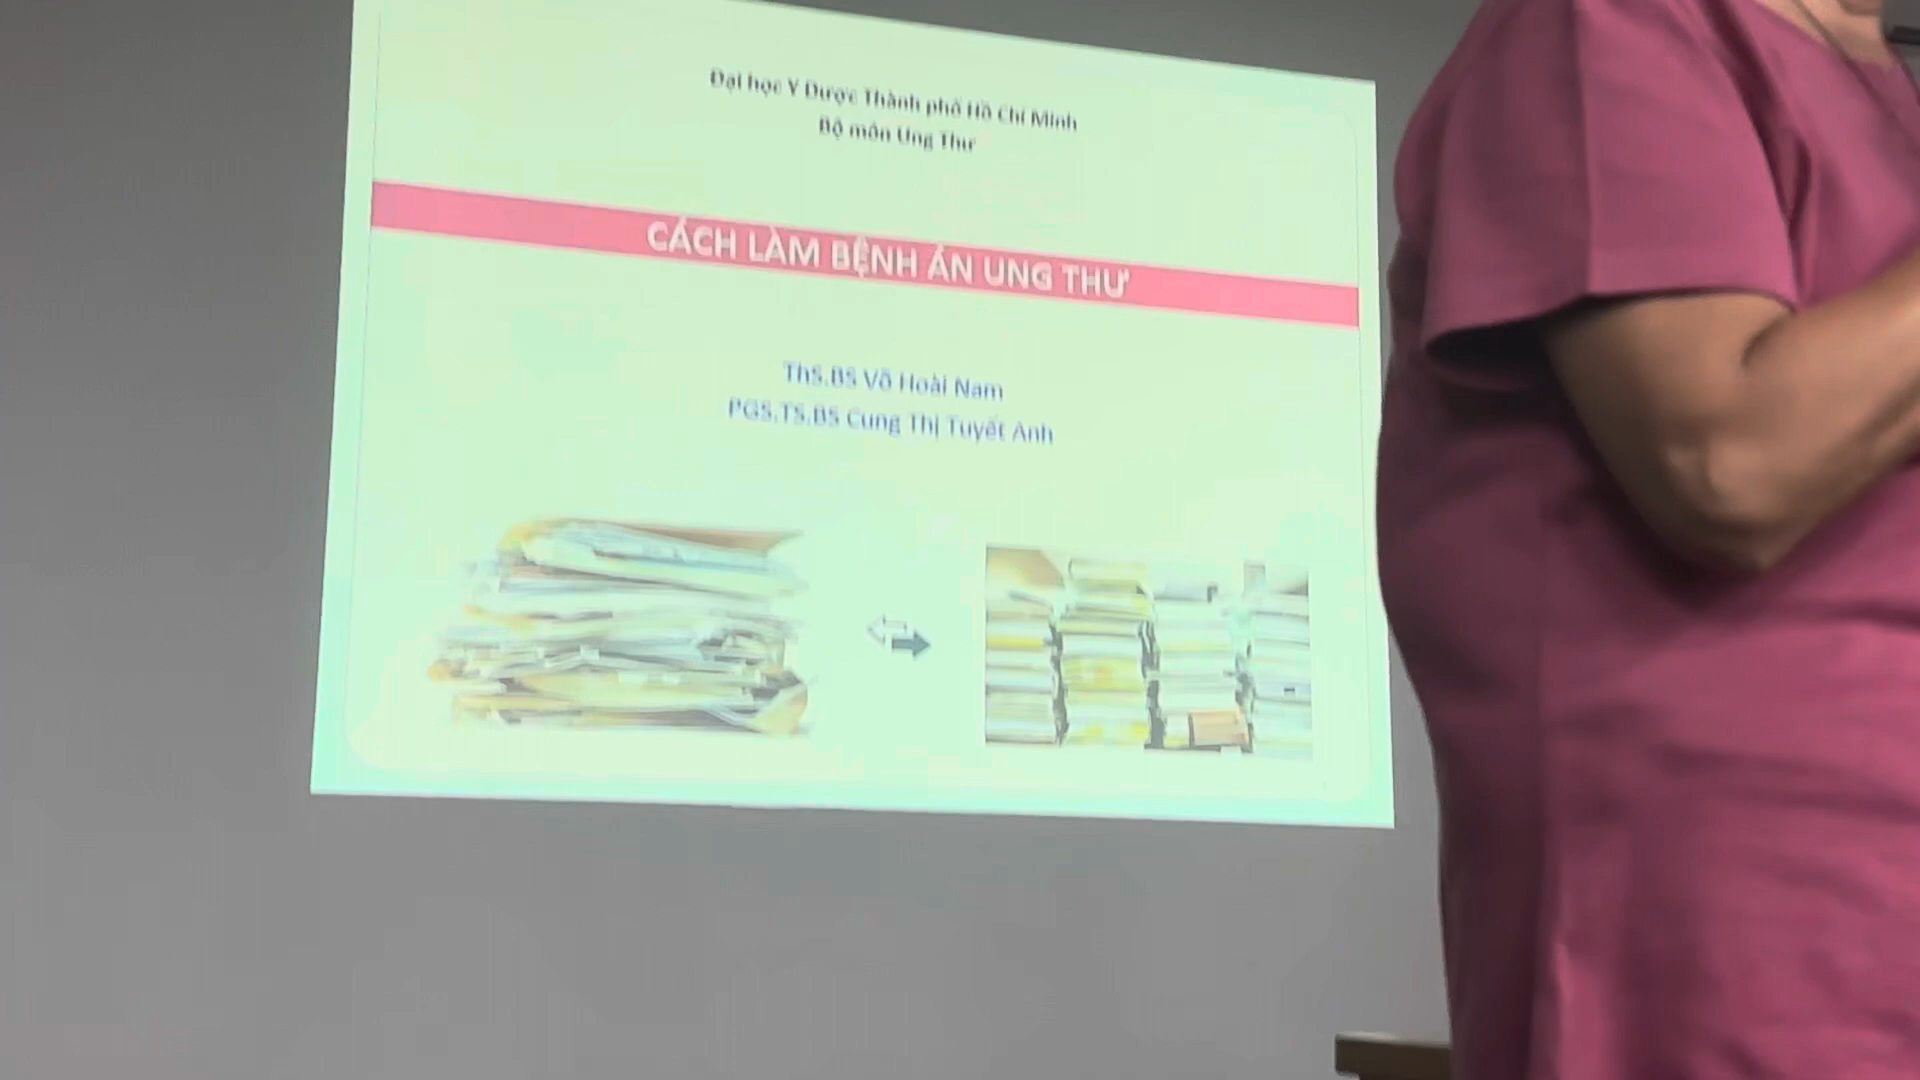 Đại học Y Dược Thành phố Hồ Chí Minh
Bộ môn Ung Thư
CÁCH LÀM BỆNH ÁN UNG THƯ
ThS.BS Võ Hoài Nam
PGS.TS.BS Cung Thị Tuyết Anh